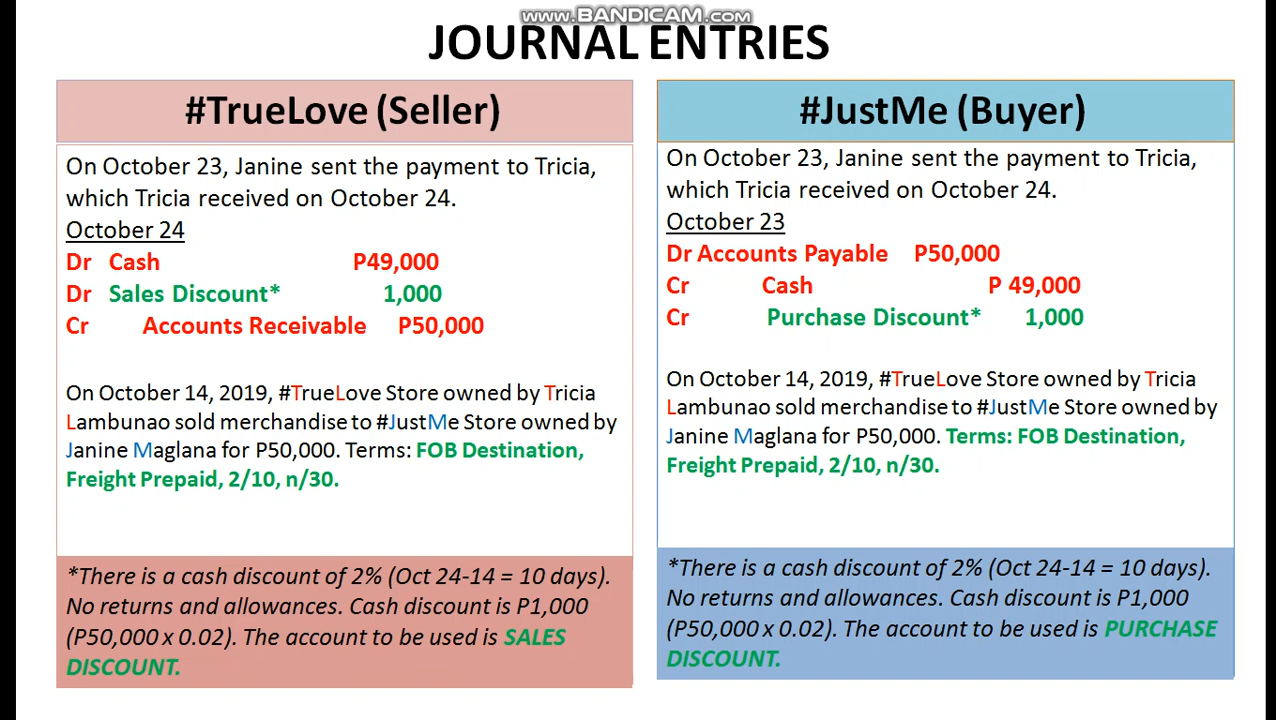 www.BANDICAM.com
JOURNAL ENTRIES
#TrueLove (Seller)
On October 23, Janine sent the payment to Tricia,
which Tricia received on October 24.
October 24
Dr Cash P49,000
Dr Sales Discount* 1,000
Cr Accounts Receivable P50,000
On October 14, 2019, #TrueLove Store owned by Tricia
Lambunao sold merchandise to #JustMe Store owned by
Janine Maglana for P50,000. Terms: FOB Destination,
Freight Prepaid, 2/10, n/30.
*There is a cash discount of 2% (Oct 24-14 = 10 days).
No returns and allowances. Cash discount is P1,000
(P50,000 x 0.02). The account to be used is SALES
DISCOUNT.
#JustMe (Buyer)
On October 23, Janine sent the payment to Tricia,
which Tricia received on October 24.
October 23
Dr Accounts Payable P50,000
Cr Cash P 49,000
Cr Purchase Discount* 1,000
On October 14, 2019, #TrueLove Store owned by Tricia
Lambunao sold merchandise to #JustMe Store owned by
Janine Maglana for P50,000. Terms: FOB Destination,
Freight Prepaid, 2/10, n/30.
*There is a cash discount of 2% (Oct 24-14 = 10 days).
No returns and allowances. Cash discount is P1,000
(P50,000 x 0.02). The account to be used is PURCHASE
DISCOUNT.